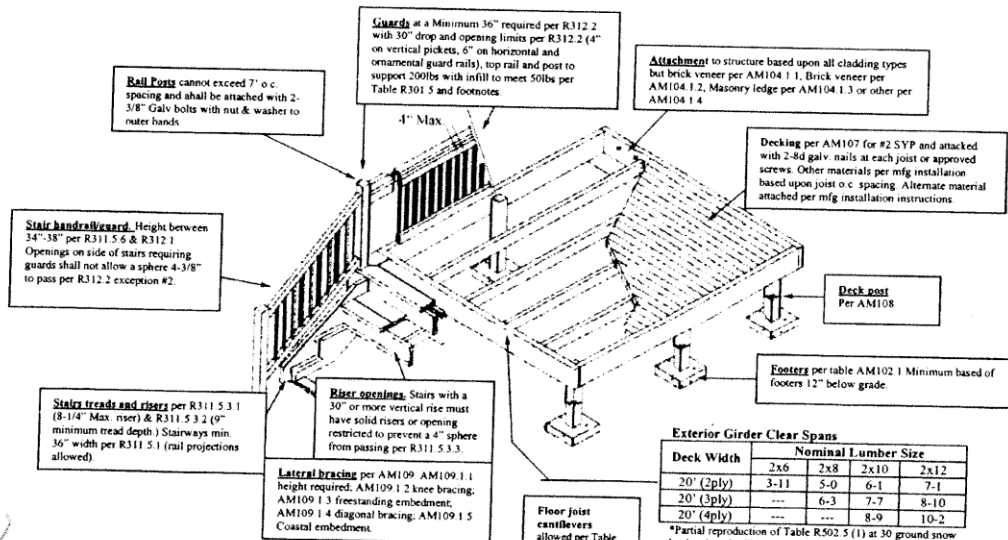 Guards at a Minimum 36" required per R312.2
with 30" drop and opening limits per R312.2 (4"
on vertical pickets, 6" on horizontal and
ornamental guard rails), top rail and post to
support 200lbs with infill to meet 50lbs per
Table R301.5 and footnotes.
Rail Posts cannot exceed 7' o.c.
spacing and shall be attached with 2-
3/8" Galv bolts with nut & washer to
outer bands
Attachment to structure based upon all cladding types
but brick veneer per AM104.1.1, Brick veneer per
AM104.1.2, Masonry ledge per AM104.1.3 or other per
AM104.1.4
4" Max.
Decking per AM107 for #2 SYP and attacked
with 2-8d galv. nails at each joist or approved
screws. Other materials per mfg installation
based upon joist o.c spacing. Alternate material
attached per mfg installation instructions.
Stair handrail/guard. Height between
34"-38" per R311.5.6 & R312.1.
Openings on side of stairs requiring
guards shall not allow a sphere 4-3/8"
to pass per R312.2 exception #2.
Deck post
Per AM108
Footers per table AM102.1 Minimum based of
footers 12" below grade.
Stairs treads and risers per R311.5.3.1
(8-1/4" Max. riser) & R311.5.3.2 (9"
minimum tread depth.) Stairways min.
36" width per R311.5.1 (rail projections
allowed).
Riser openings. Stairs with a
30" or more vertical rise must
have solid risers or opening
restricted to prevent a 4" sphere
from passing per R311.5.3.3.
Lateral bracing per AM109. AM109.1.1
height required; AM109.1.2 knee bracing;
AM109.1.3 freestanding embedment;
AM109.1.4 diagonal bracing; AM109.1.5
Coastal embedment.
Floor joist
cantilevers
allowed per Table
Exterior Girder Clear Spans
Deck Width Nominal Lumber Size
2x6 2x8 2x10 2x12
20' (2ply) 3-11 5-0 6-1 7-1
20' (3ply) --- 6-3 7-7 8-10
20' (4ply) --- --- 8-9 10-2
*Partial reproduction of Table R502.5 (1) at 30 ground snow